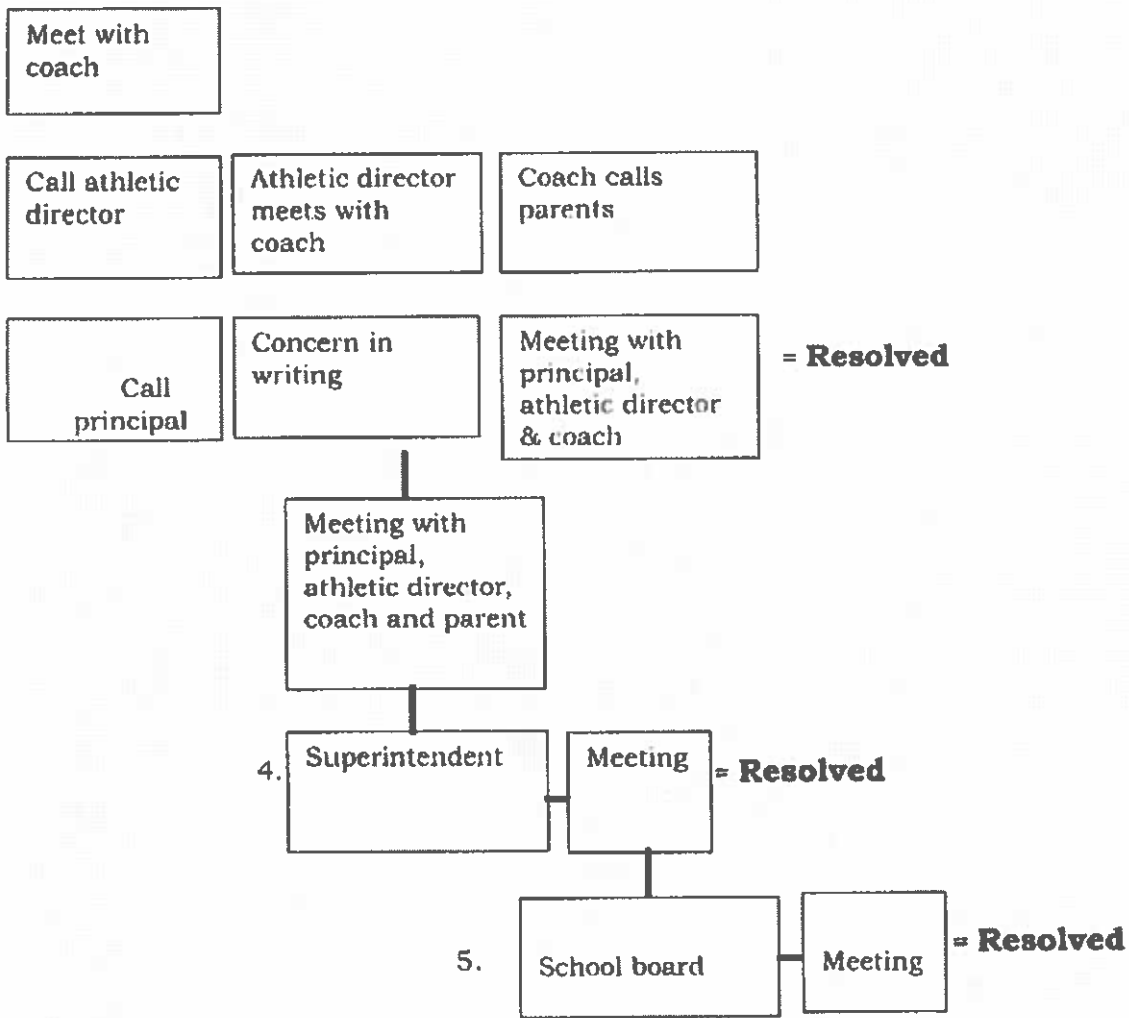 Meet with
coach
Call athletic
director
Athletic director
meets with
coach
Coach calls
parents
Call
principal
Concern in
writing
Meeting with
principal,
athletic director
& coach
= Resolved
Meeting with
principal,
athletic director,
coach and parent
4.
Superintendent
Meeting
= Resolved
5.
School board
Meeting
= Resolved